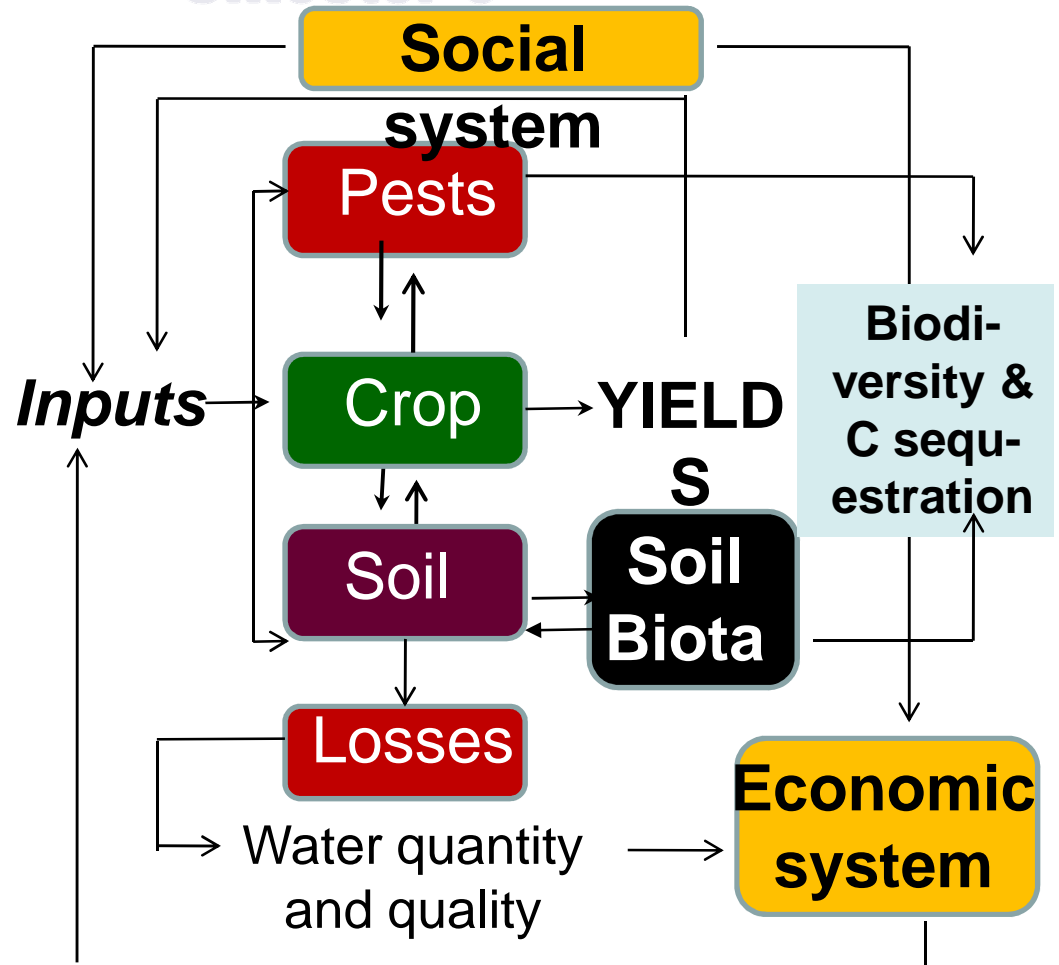 Social
system
Pests
Inputs
Crop
YIELD
S
Biodi-
versity &
C sequ-
estration
Soil
Soil
Biota
Losses
Water quantity
and quality
Economic
system